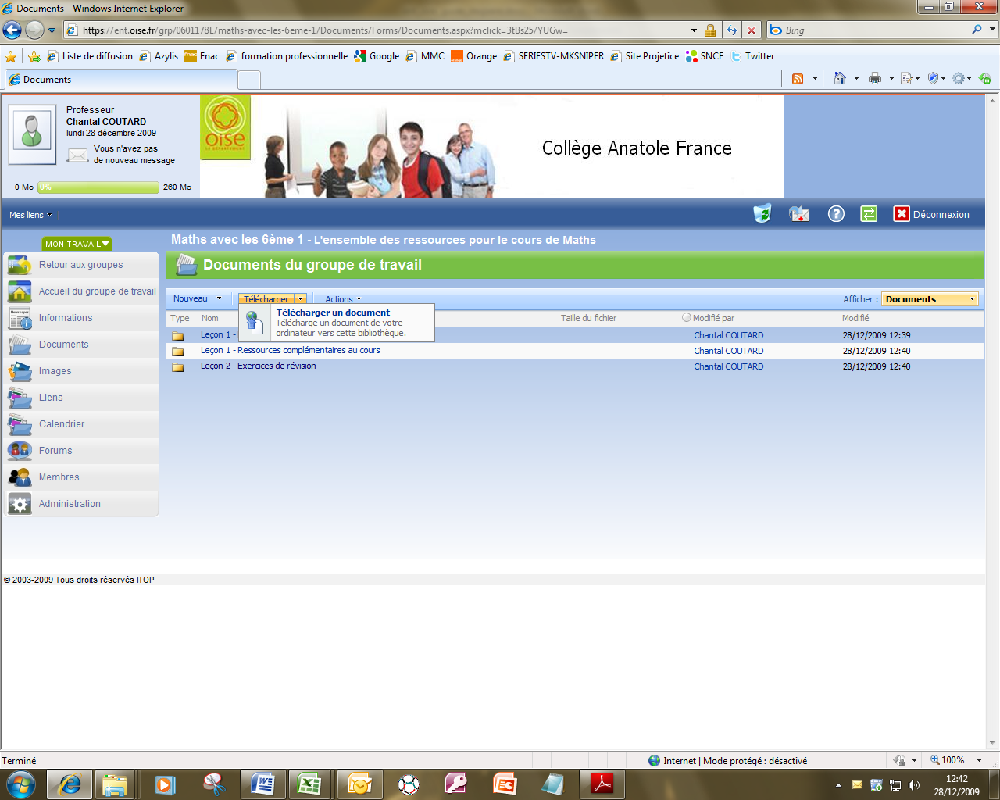 Documents - Windows Internet Explorer
https://ent.oise.fr/grp/0601178E/maths-avec-les-6eme-1/Documents/Forms/Documents.aspx?mclick=3tBs25/YUGw=
Bing
Liste de diffusion Azylis Fnac formation professionnelle Google MMC Orange SERIESTV-MKSNIPER Site Projetice SNCF Twitter
Documents
Professeur
Chantal COUTARD
lundi 28 décembre 2009
Vous n'avez pas
de nouveau message
0 Mo 0% 260 Mo
oise
LE DÉPARTEMENT
Collège Anatole France
Mes liens
Déconnexion
MON TRAVAIL
Retour aux groupes
Accueil du groupe de travail
Informations
Documents
Images
Liens
Calendrier
Forums
Membres
Administration
Maths avec les 6ème 1 - L'ensemble des ressources pour le cours de Maths
Documents du groupe de travail
Nouveau Télécharger Actions Afficher : Documents
Télécharger un document
Télécharge un document de votre
ordinateur vers cette bibliothèque.
Type Nom Taille du fichier Modifié par Modifié
Leçon 1 - Chantal COUTARD 28/12/2009 12:39
Leçon 1 - Ressources complémentaires au cours Chantal COUTARD 28/12/2009 12:40
Leçon 2 - Exercices de révision Chantal COUTARD 28/12/2009 12:40
© 2003-2009 Tous droits réservés ITOP
Terminé
Internet | Mode protégé : désactivé
100%
12:42
28/12/2009